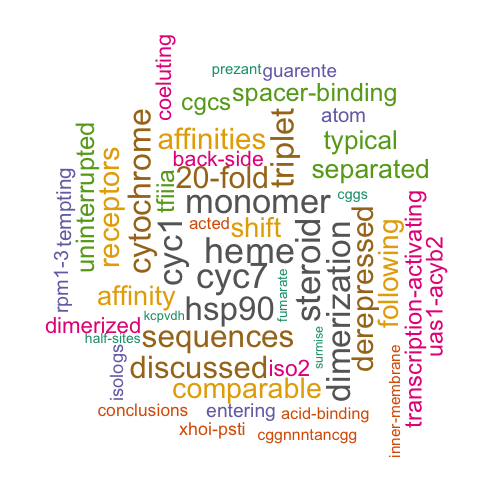 coeluting
prezant
guarente
cgcs
spacer-binding
atom
cytochrome
affinities
triplet
typical
uninterrupted
back-side
separated
receptors
tfiiia
20-fold
cggs
tempting
monomer
rpm1-3
cyc1
acted
shift
steroid
derepressed
following
transcription-activating
uas1-acyb2
heme
dimerization
cyc7
affinity
hsp90
fumarate
dimerized
kcpvdh
half-sites
sequences
surmise
isologs
discussed
iso2
inner-membrane
comparable
conclusions
entering
acid-binding
xhoi-psti
cggnnntancgg